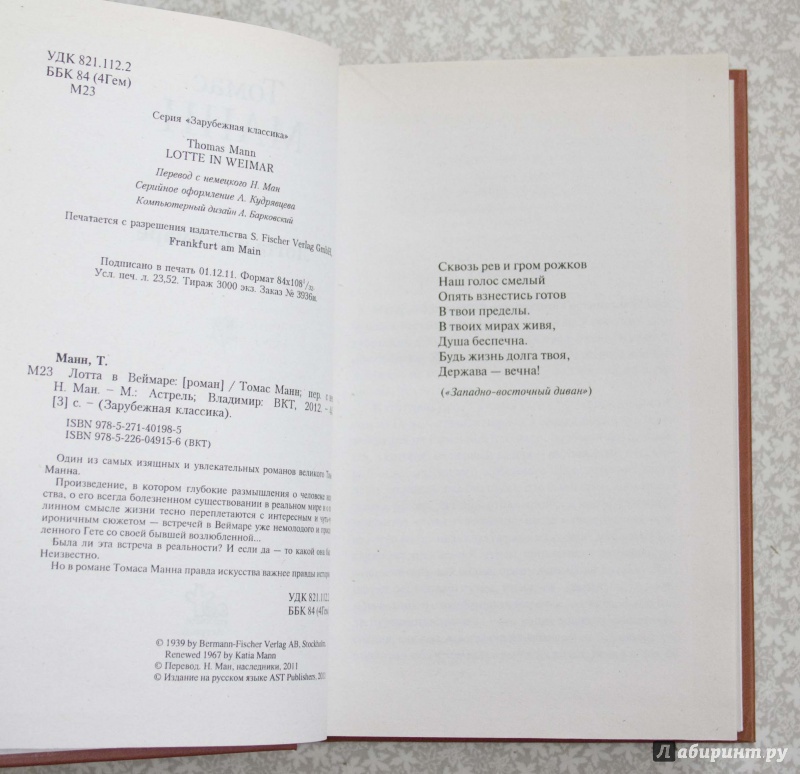 УДК 821.112.2
ББК 84 (4Гем)
М23
Серия «Зарубежная классика»
Thomas Mann
LOTTE IN WEIMAR
Перевод с немецкого Н. Ман
Серийное оформление А. Кудрявцева
Компьютерный дизайн Л. Барковский
Печатается с разрешения издательства S. Fischer Verlag GmbH,
Frankfurt am Main
Подписано в печать 01.12.11. Формат 84х108 1/32
Усл. печ. л. 23,52. Тираж 3000 экз. Заказ № 3936и.
Манн, Т.
М23 Лотта в Веймаре: [роман] / Томас Манн; пер. с
Н. Ман. – М.: Астрель; Владимир: ВКТ, 2012. –
[3] с. – (Зарубежная классика).
ISBN 978-5-271-40198-5
ISBN 978-5-226-04915-6 (ВКТ)
Один из самых изящных и увлекательных романов великого
Манна.
Произведение, в котором глубокие размышления о человеке
ства, о его всегда болезненном существовании в реальном мире и
линном смысле жизни тесно переплетаются с интересным и
ироничным сюжетом — встречей в Веймаре уже немолодого и
ленного Гете со своей бывшей возлюбленной...
Была ли эта встреча в реальности? И если да — то какой она
Неизвестно.
Но в романе Томаса Манна правда искусства важнее правды
УДК 821.112.2
ББК 84 (4Гем
© 1939 by Bermann-Fischer Verlag AB, Stockholm.
Renewed 1967 by Katia Mann
© Перевод. Н. Ман, наследники, 2011
© Издание на русском языке AST Publishers,
Томас
МАНН
Сквозь рев и гром рожков
Наш голос смелый
Опять взнестись готов
В твои пределы.
В твоих мирах живя,
Душа беспечна.
Будь жизнь долга твоя,
Держава — вечна!
(«Западно-восточный диван»)
лабиринт.ру